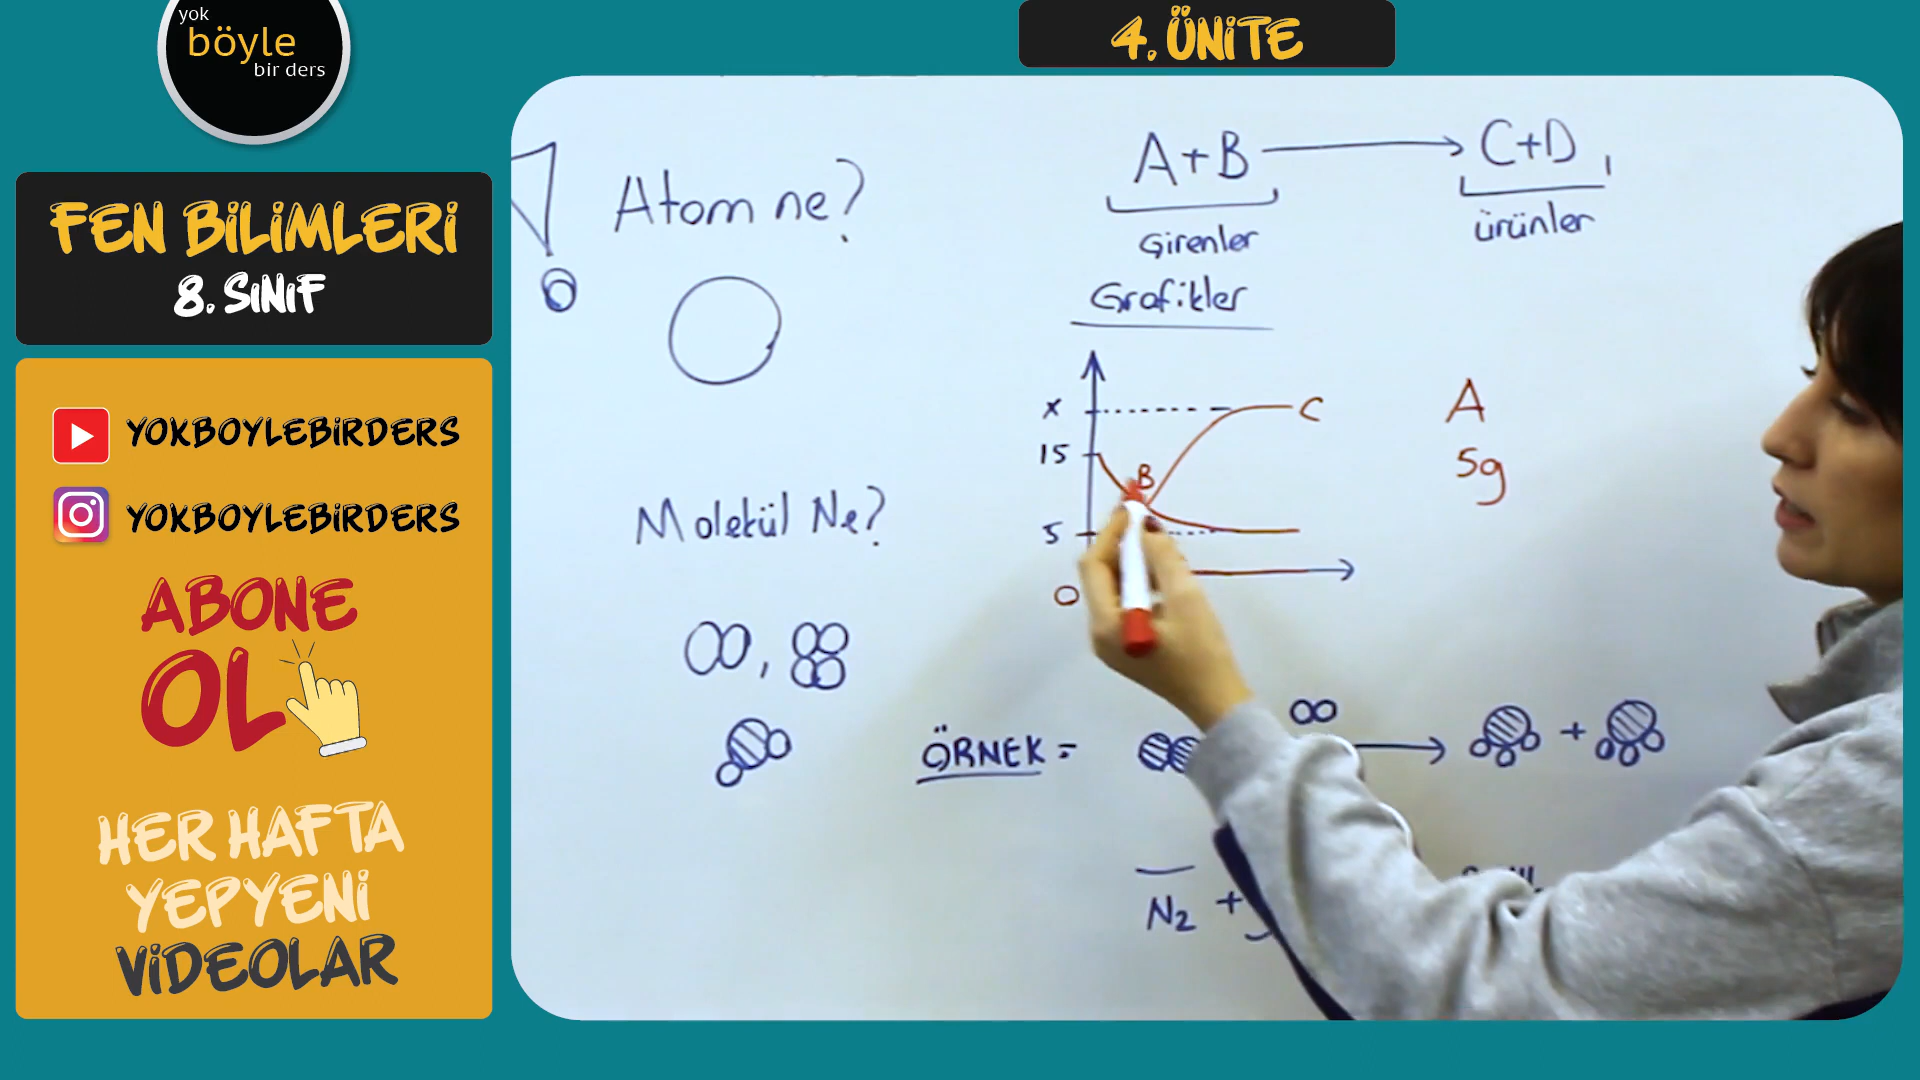 yok
böyle
bir ders
FEN BİLİMLERİ
8. SINIF
YOKBOYLEBİRDERS
YOKBOYLEBİRDERS
ABONE
OL
HER HAFTA
YEPYENİ
VİDEOLAR
4. ÜNİTE
Atom ne?
Molekül Ne?
A+B → C+D
Girenler
ürünler
Grafikler
x
15
5
0
B
C
A
5g
ÖRNEK =
+
N2 +